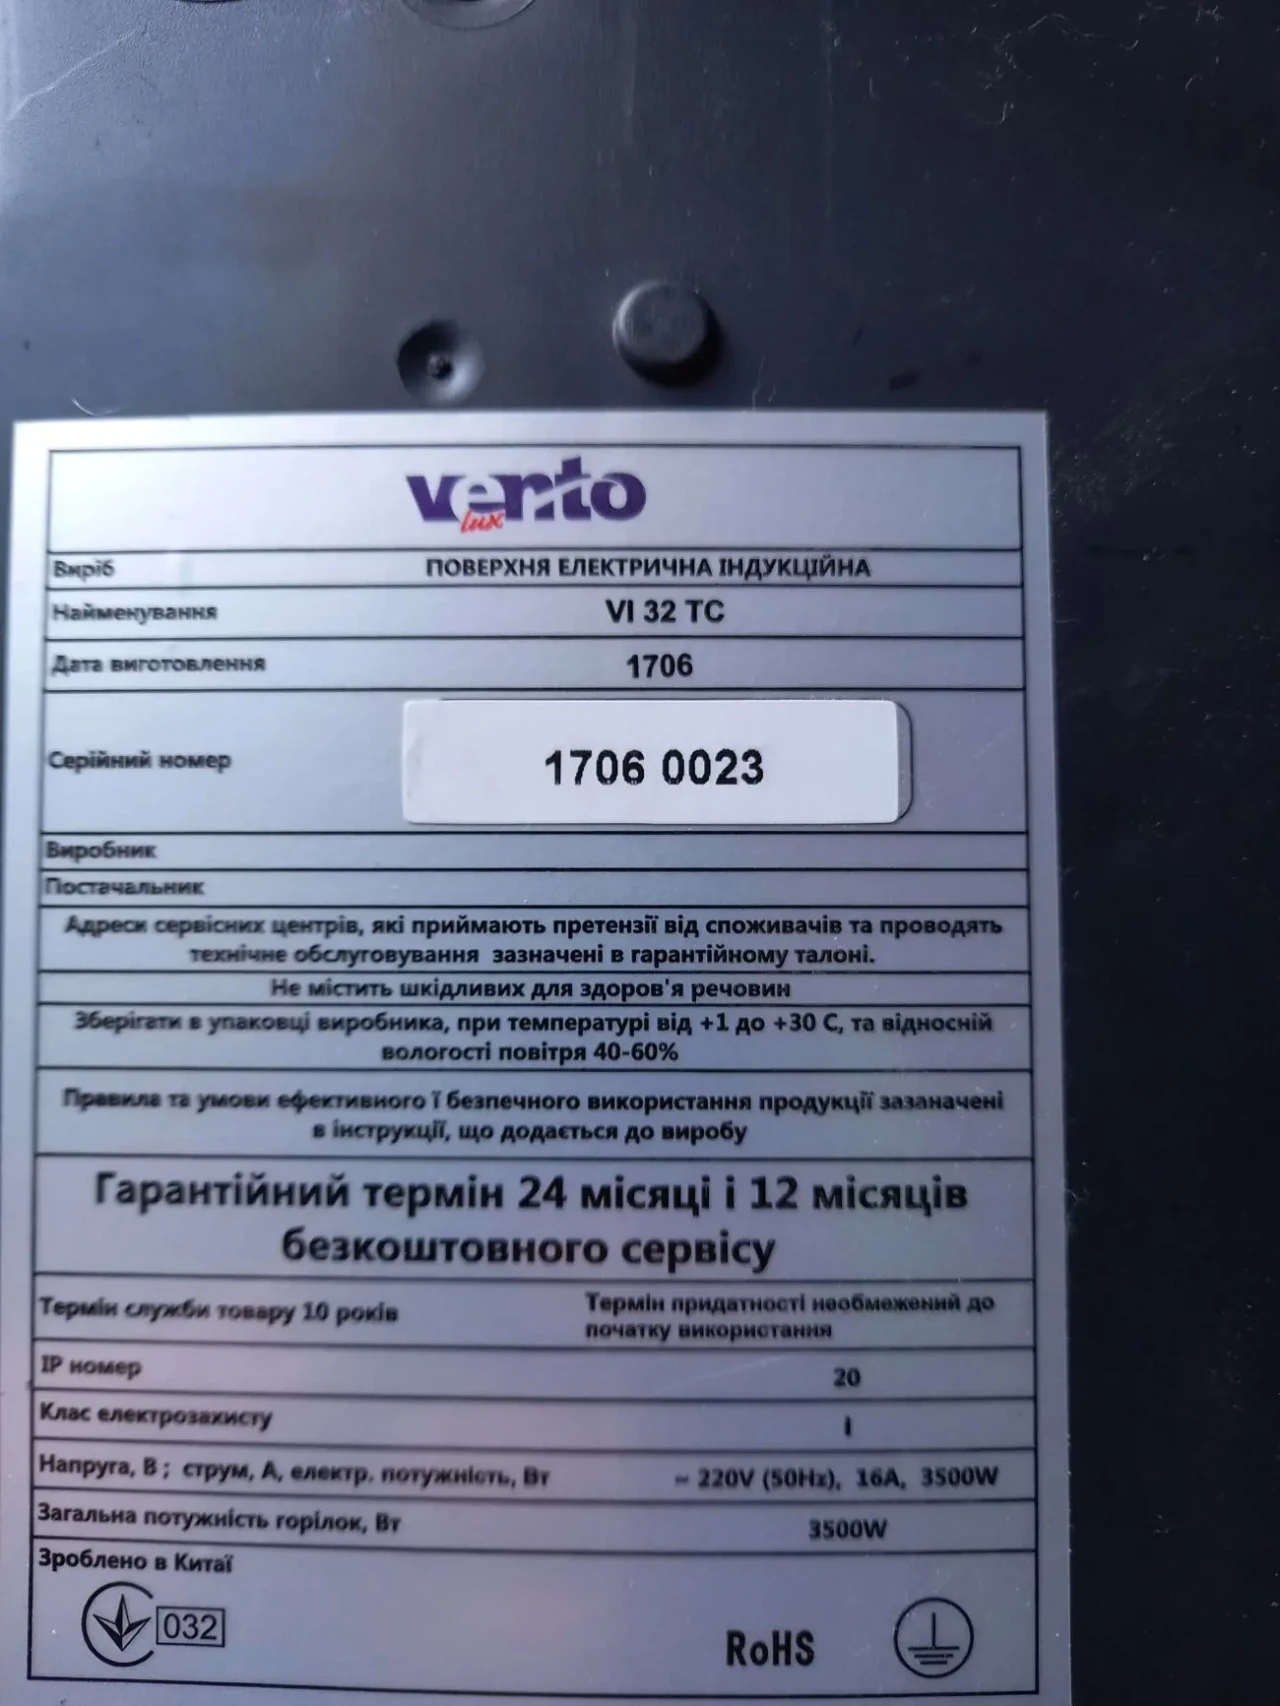 vento
lux
Виріб ПОВЕРХНЯ ЕЛЕКТРИЧНА ІНДУКЦІЙНА
Найменування VI 32 TC
Дата виготовлення 1706
Серійний номер 1706 0023
Виробник
Постачальник
Адреси сервісних центрів, які приймають претензії від споживачів та проводять
технічне обслуговування зазначені в гарантійному талоні.
Не містить шкідливих для здоров'я речовин
Зберігати в упаковці виробника, при температурі від +1 до +30 С, та відносній
вологості повітря 40-60%
Правила та умови ефективного ї безпечного використання продукції зазаначені
в інструкції, що додається до виробу
Гарантійний термін 24 місяці і 12 місяців
безкоштовного сервісу
Термін служби товару 10 років
Термін придатності необмежений до
початку використання
IP номер 20
Клас електрозахисту I
Напруга, В ; струм, А, електр. потужність, Вт ~ 220V (50Hz), 16A, 3500W
Загальна потужність горілок, Вт 3500W
Зроблено в Китаї
032
RoHS